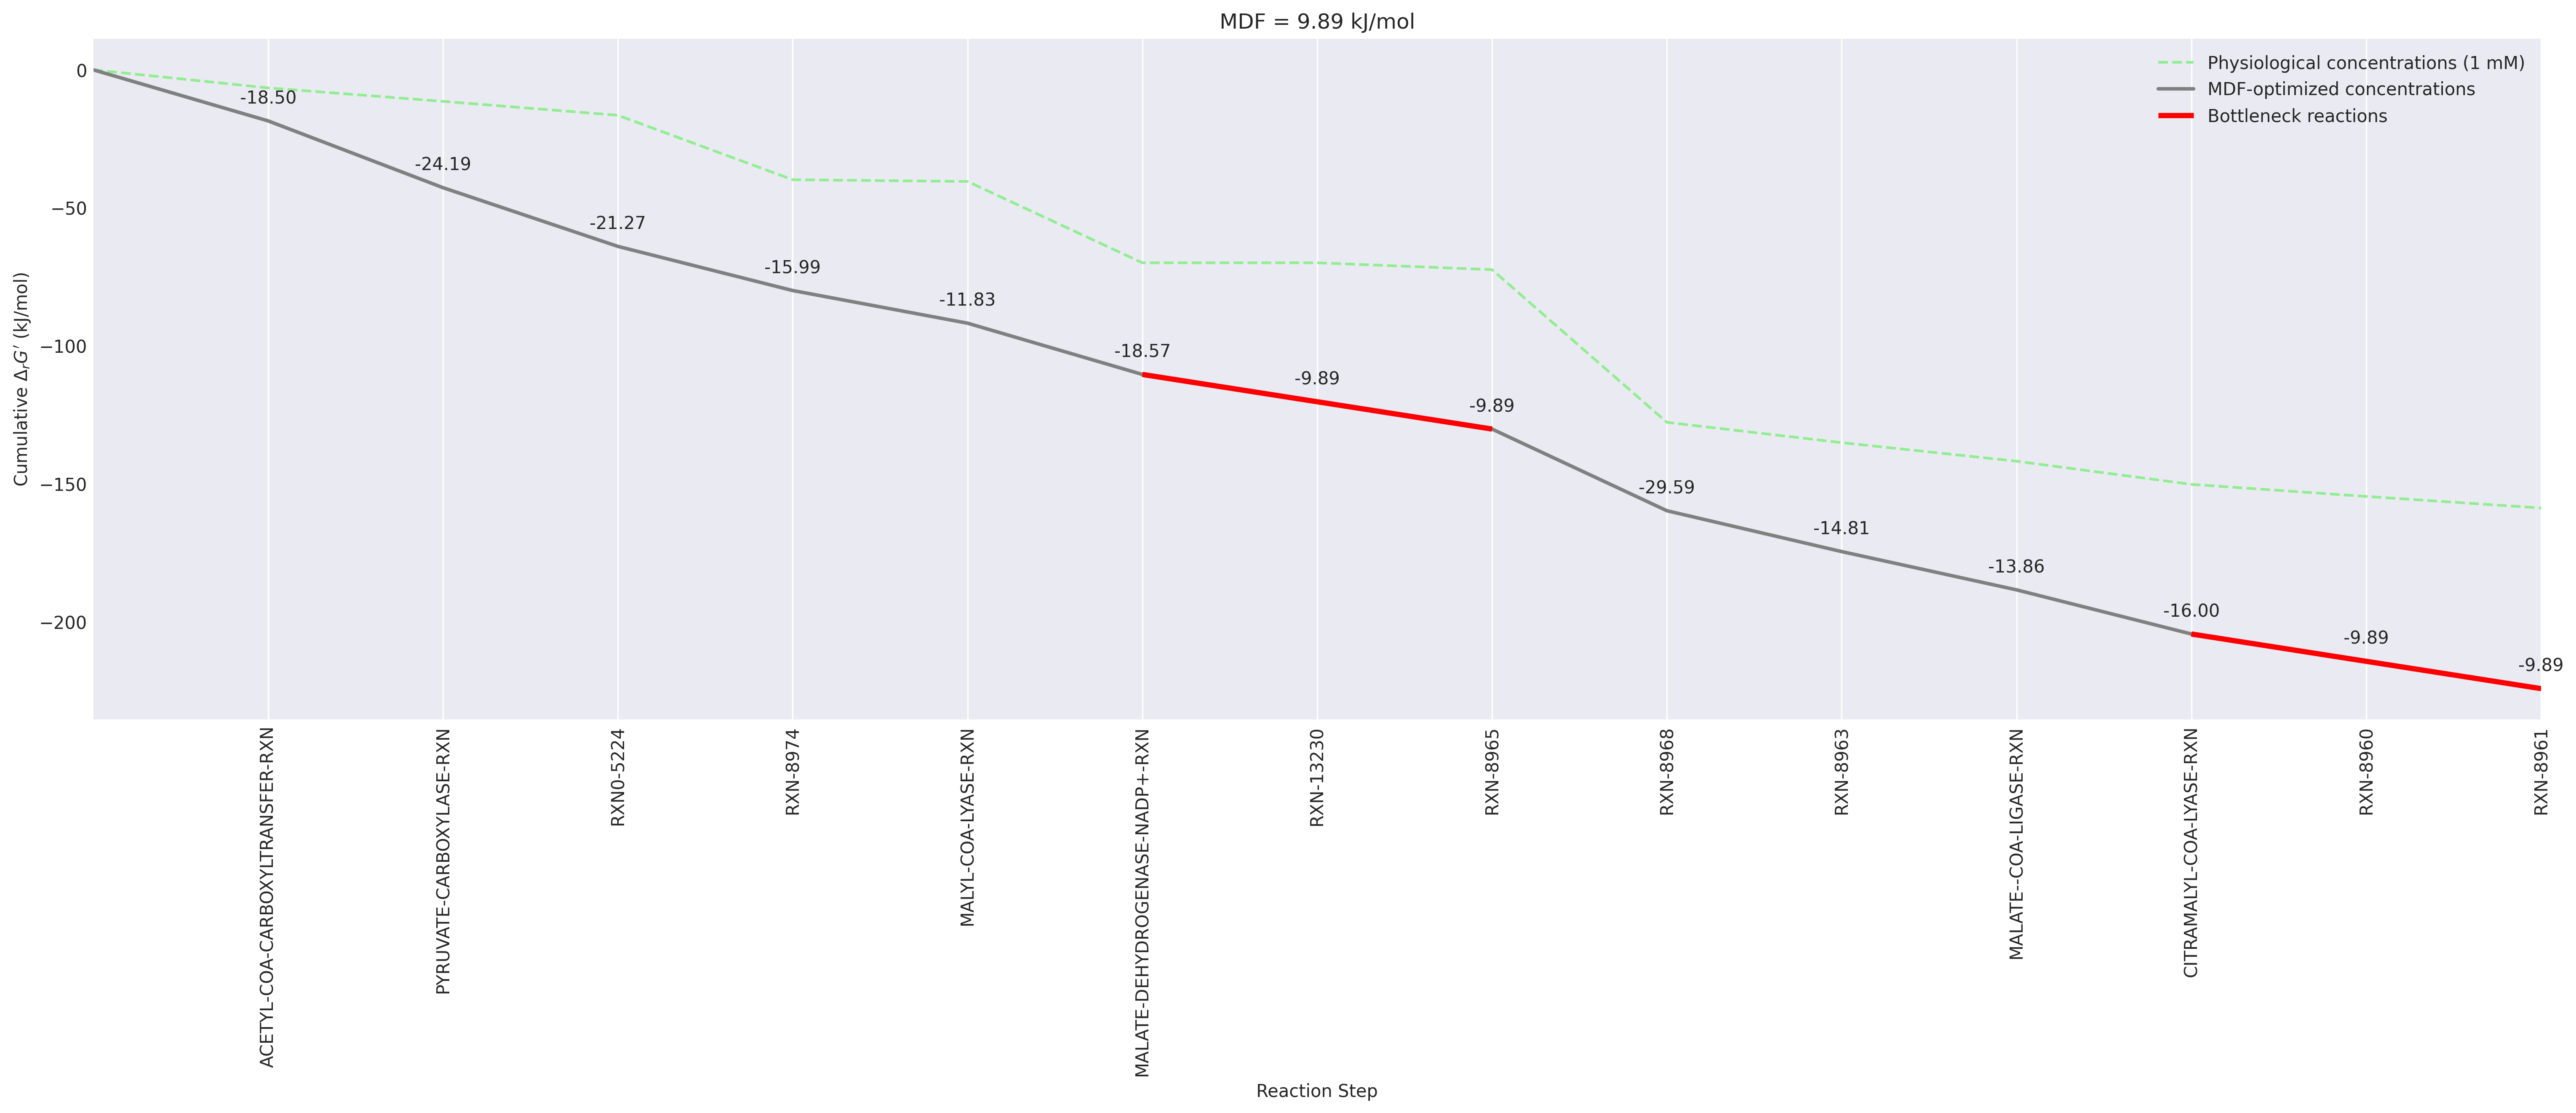 MDF = 9.89 kJ/mol
Physiological concentrations (1 mM)
MDF-optimized concentrations
Bottleneck reactions
Cumulative Δ_rG′ (kJ/mol)
0
−50
−100
−150
−200
-18.50
-24.19
-21.27
-15.99
-11.83
-18.57
-9.89
-9.89
-29.59
-14.81
-13.86
-16.00
-9.89
-9.89
ACETYL-COA-CARBOXYLTRANSFER-RXN
PYRUVATE-CARBOXYLASE-RXN
RXN0-5224
RXN-8974
MALYL-COA-LYASE-RXN
MALATE-DEHYDROGENASE-NADP+-RXN
RXN-13230
RXN-8965
RXN-8968
RXN-8963
MALATE--COA-LIGASE-RXN
CITRAMALYL-COA-LYASE-RXN
RXN-8960
RXN-8961
Reaction Step